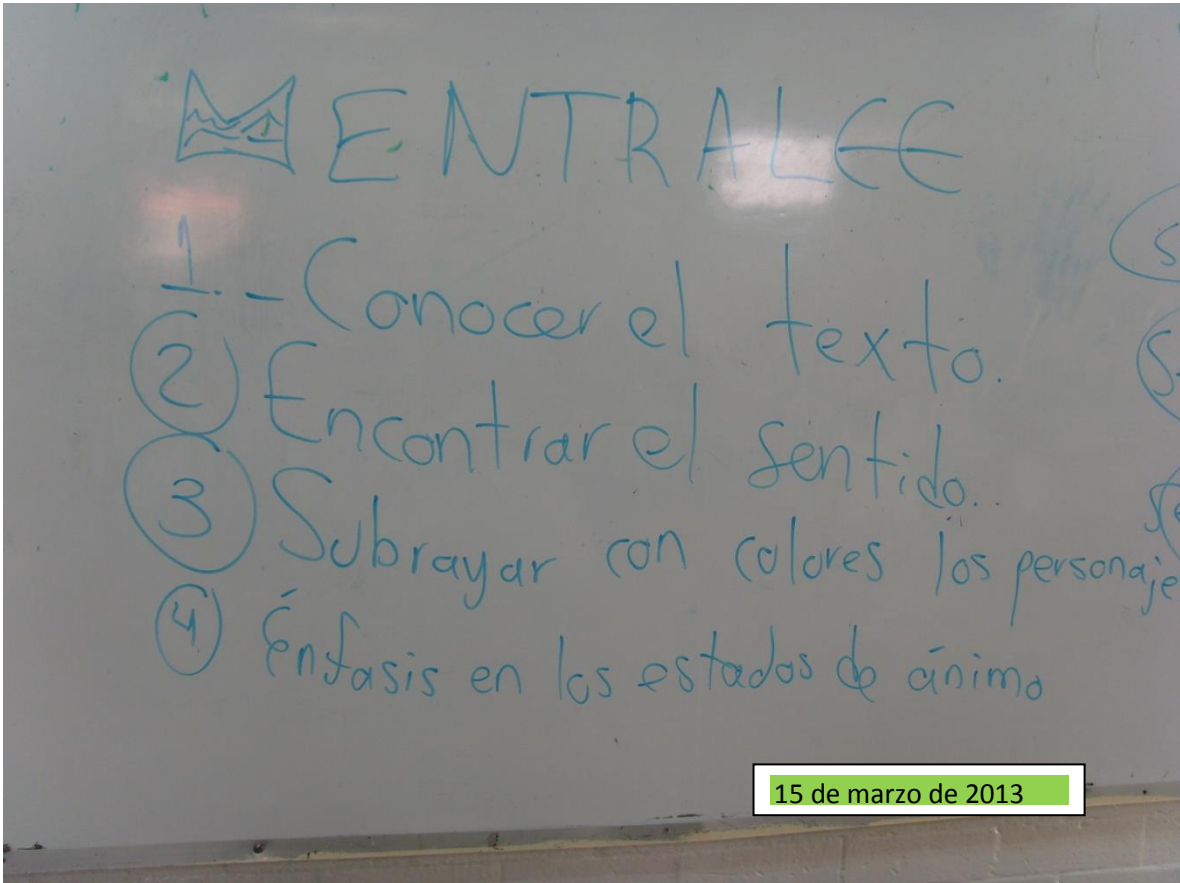 MENTRALEE
1.- Conocer el texto.
2 Encontrar el sentido..
3 Subrayar con colores los personaje
4 Énfasis en los estados de ánimo
15 de marzo de 2013